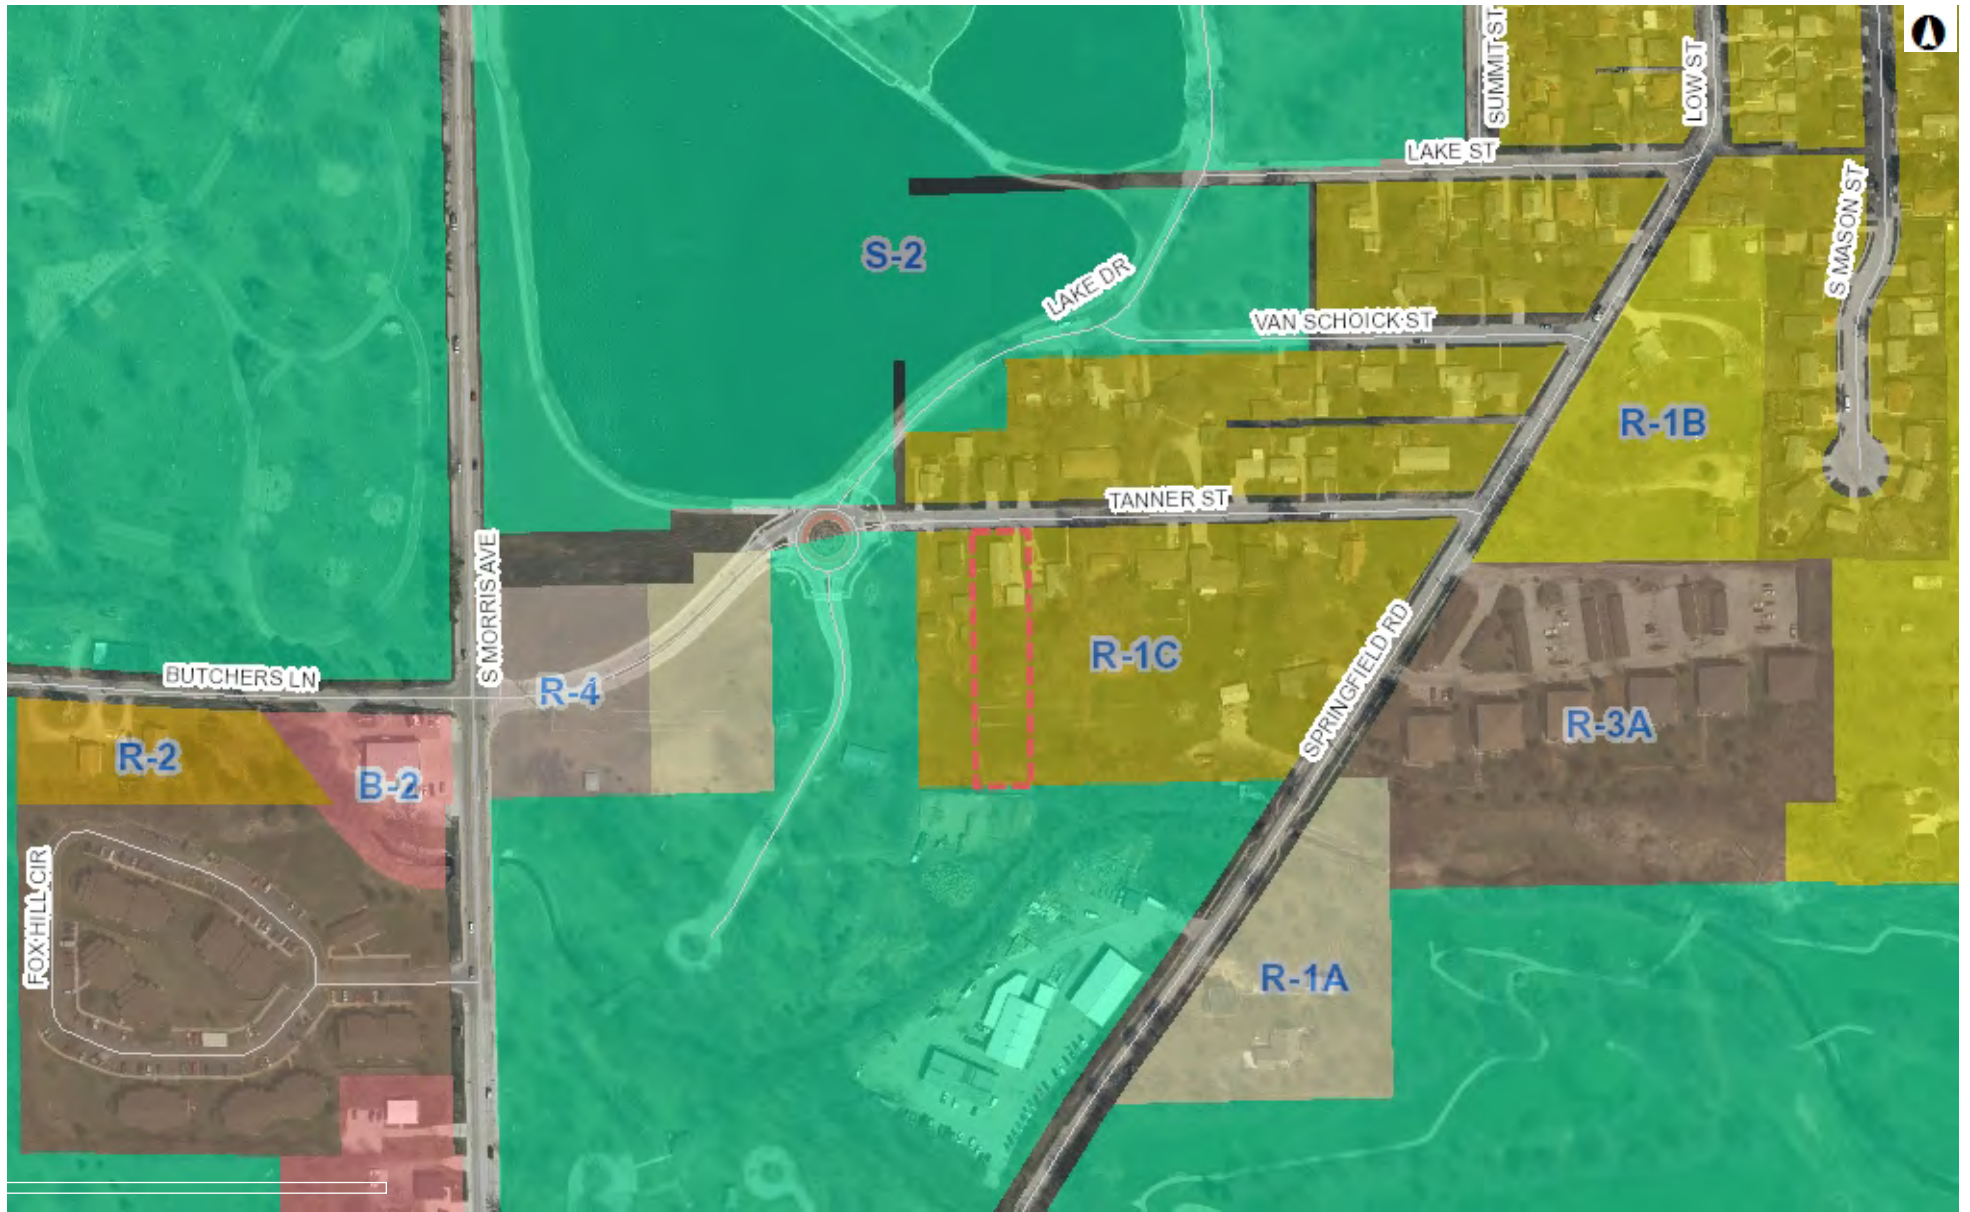 SUMMIT ST
LOW ST
LAKE ST
S MASON ST
S-2
LAKE DR
VAN SCHOICK ST
R-1B
TANNER ST
S MORRIS AVE
BUTCHERS LN
R-4
R-1C
SPRINGFIELD RD
R-2
B-2
R-3A
FOX HILL CIR
R-1A